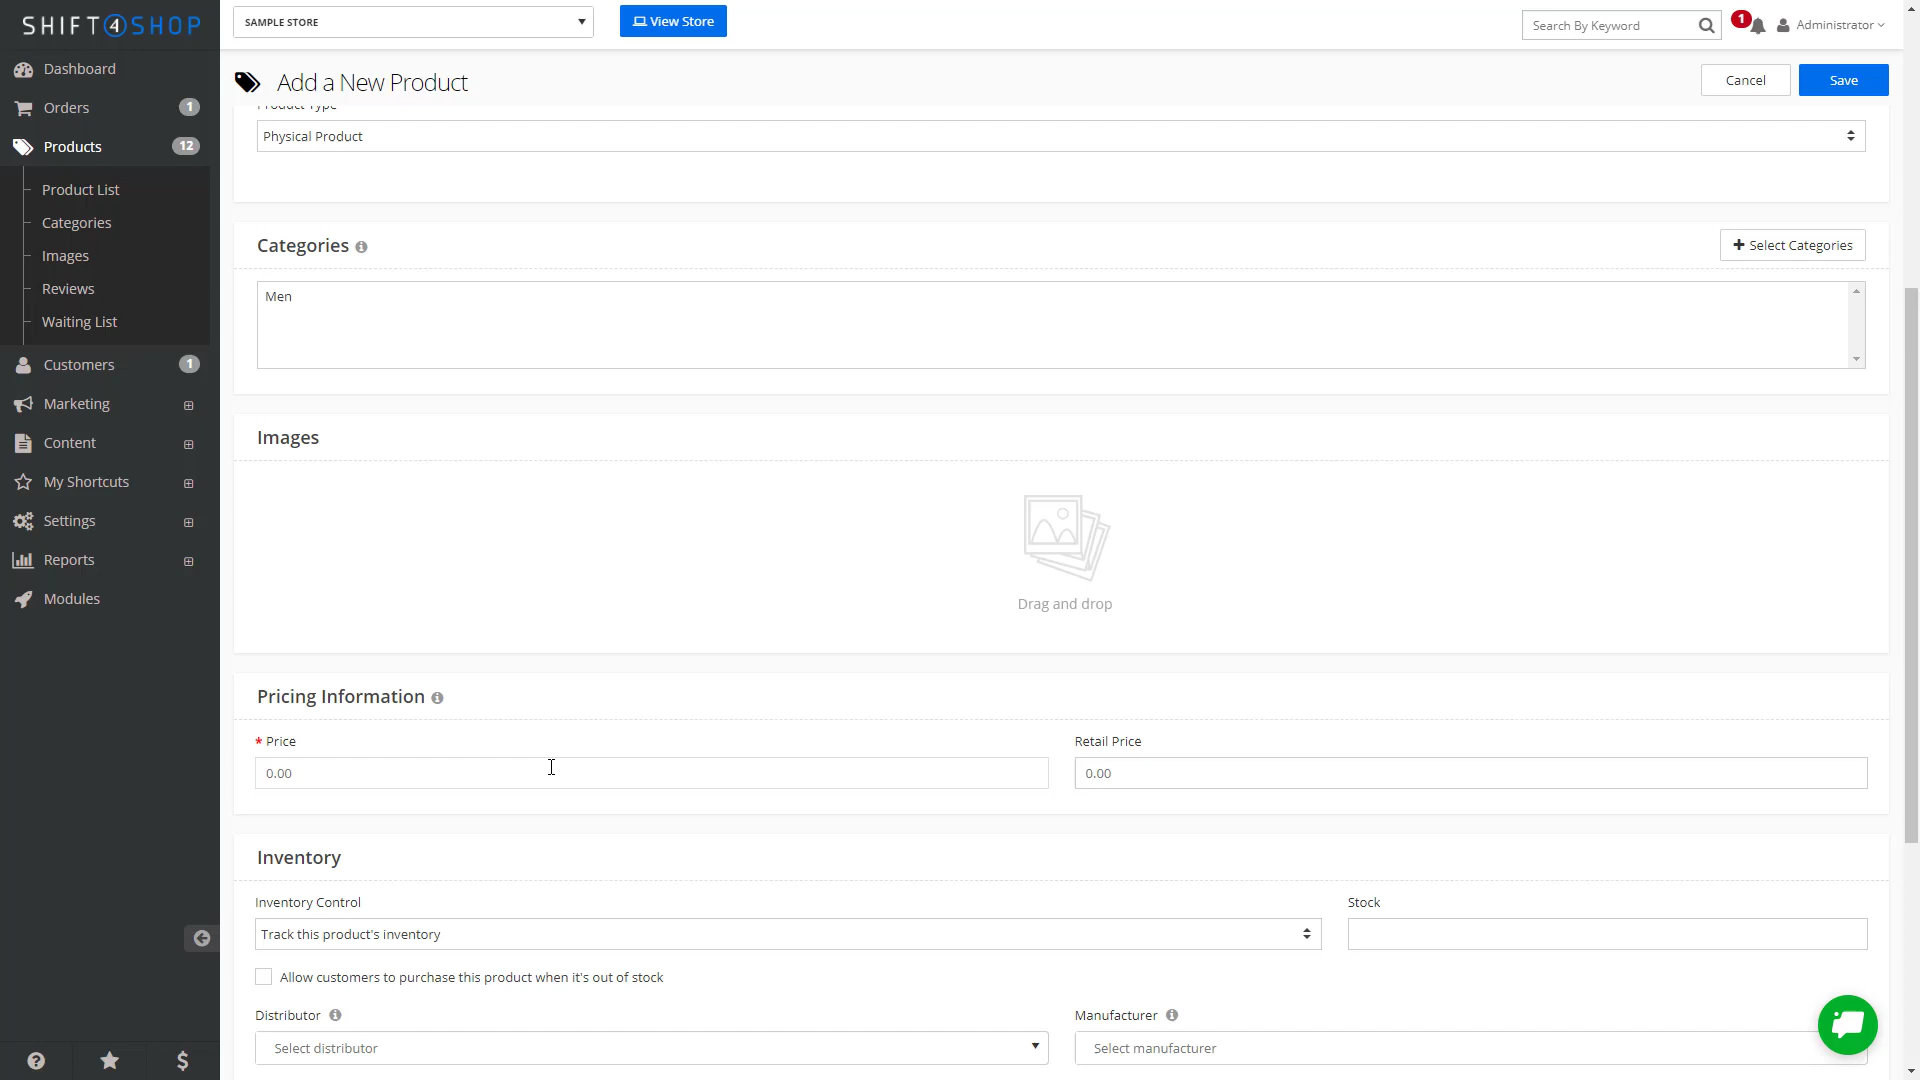 SHIFT4SHOP
SAMPLE STORE
View Store
Search By Keyword
1
Administrator
Dashboard
Orders 1
Products 12
Product List
Categories
Images
Reviews
Waiting List
Customers 1
Marketing
Content
My Shortcuts
Settings
Reports
Modules
Add a New Product
Cancel
Save
Product Type
Physical Product
Categories
Select Categories
Men
Images
Drag and drop
Pricing Information
* Price
Retail Price
0.00
0.00
Inventory
Inventory Control
Stock
Track this product's inventory
Allow customers to purchase this product when it's out of stock
Distributor
Manufacturer
Select distributor
Select manufacturer